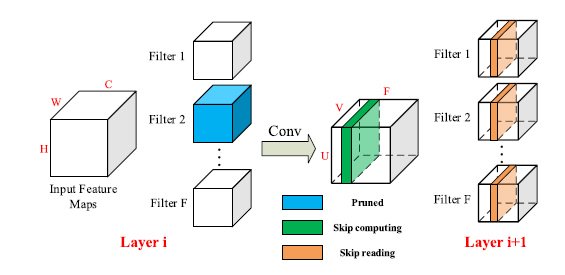 Filter 1
C
W
H
Filter 2
Filter F
Input Feature
Maps
Layer i
Conv
F
V
U
Pruned
Skip computing
Skip reading
Filter 1
Filter 2
Filter F
Layer i+1